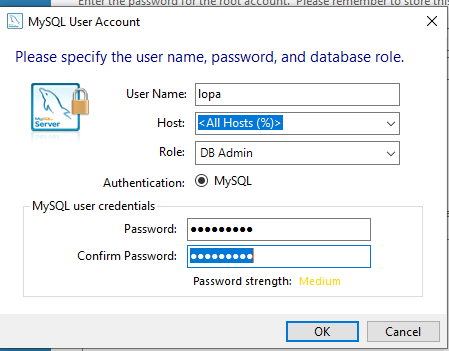 Enter the password for the root account. Please remember to store this
MySQL User Account
Please specify the user name, password, and database role.
User Name: lopa
Host: <All Hosts (%)>
Role: DB Admin
Authentication: MySQL
MySQL
Server
MySQL user credentials
Password: ●●●●●●●●●
Confirm Password: ●●●●●●●●●
Password strength: Medium
OK Cancel